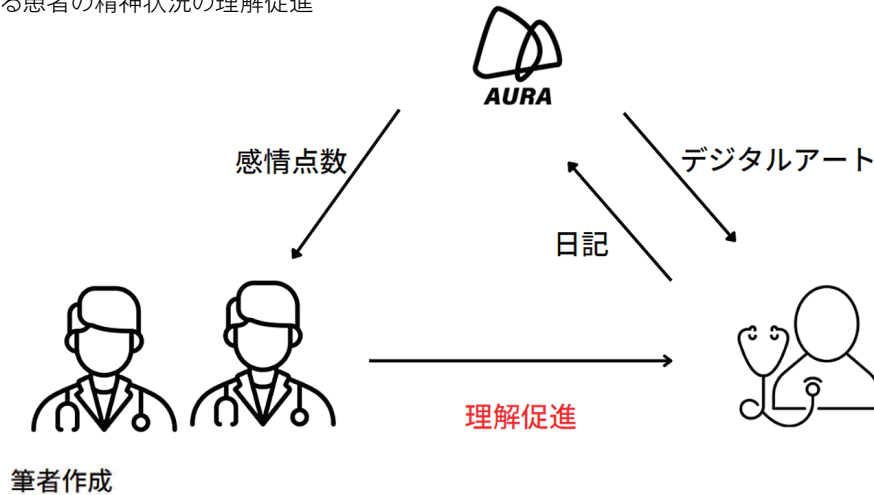 る患者の精神状況の理解促進
AURA
感情点数
デジタルアート
日記
理解促進
筆者作成